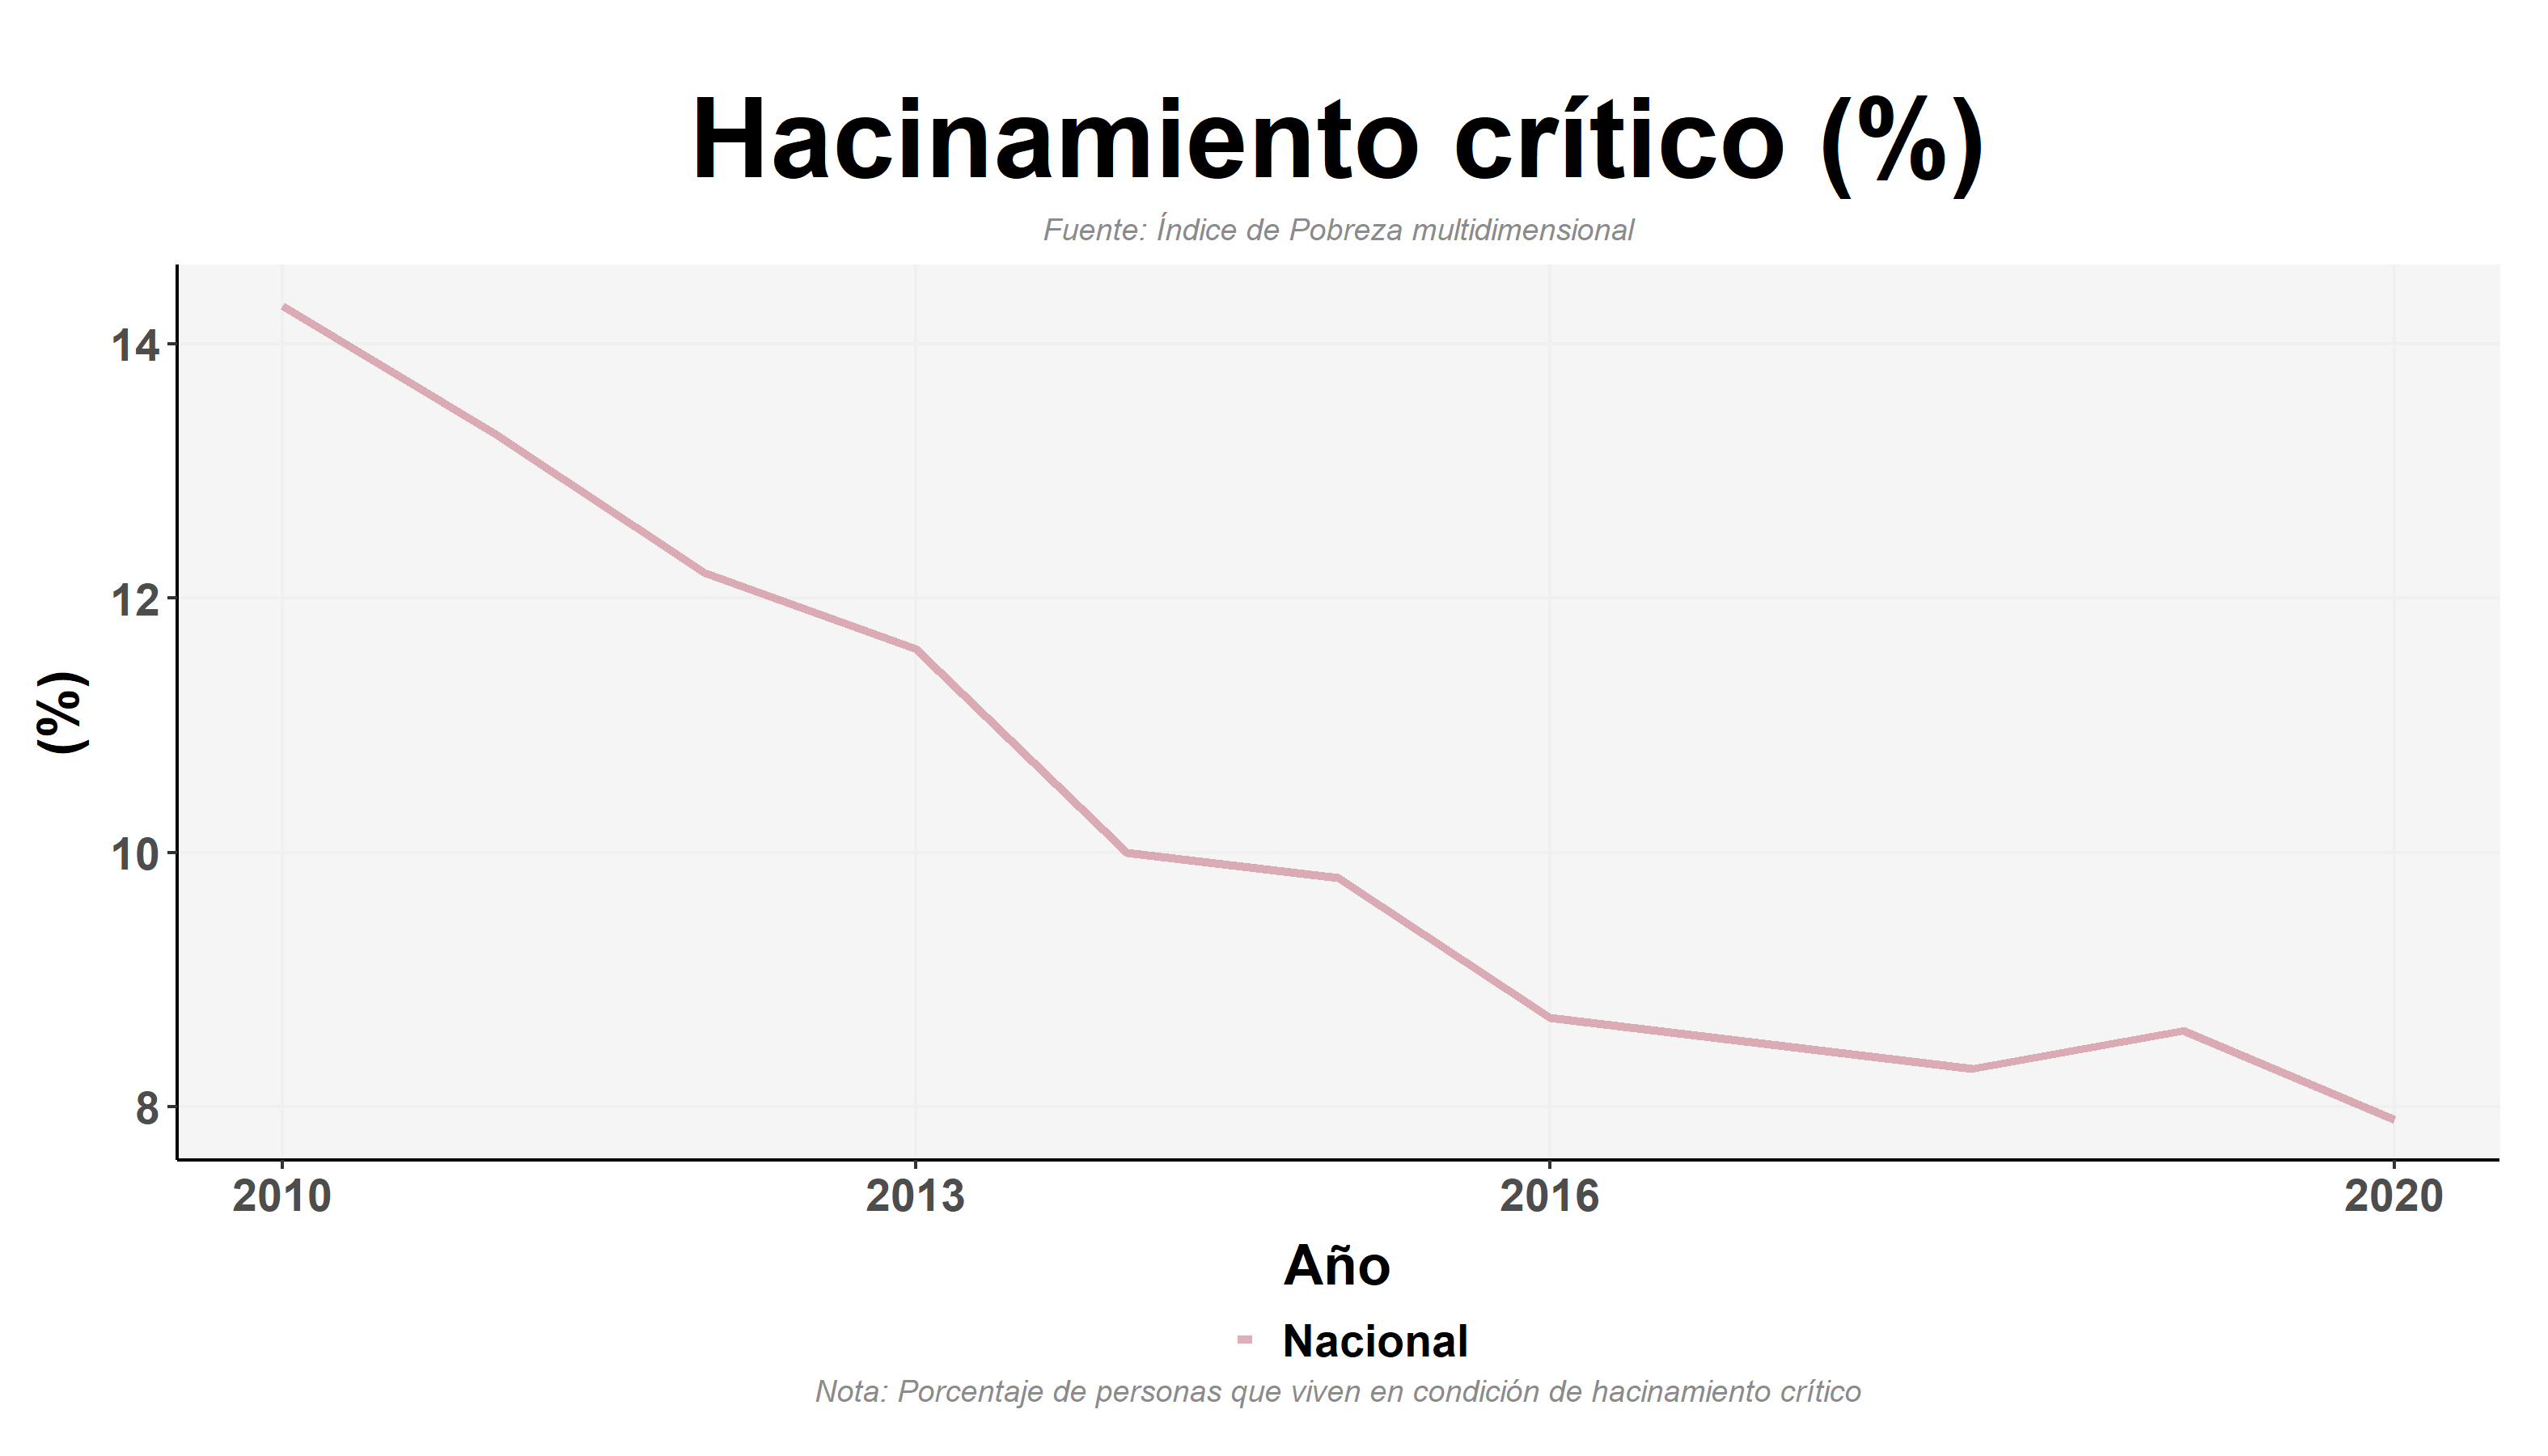 Hacinamiento crítico (%)
Fuente: Índice de Pobreza multidimensional
14
12
10
8
(%)
2010 2013 2016 2020
Año
Nacional
Nota: Porcentaje de personas que viven en condición de hacinamiento crítico